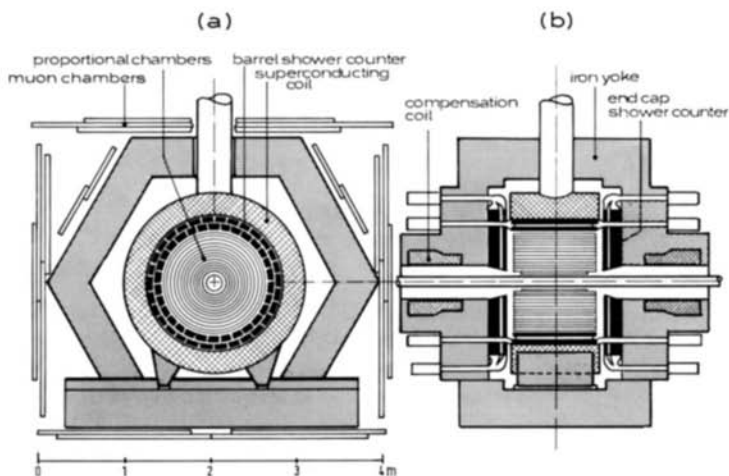 (a)
(b)
proportional chambers
muon chambers
barrel shower counter
superconducting
coil
iron yoke
compensation
coil
end cap
shower counter
0 1 2 3 4m